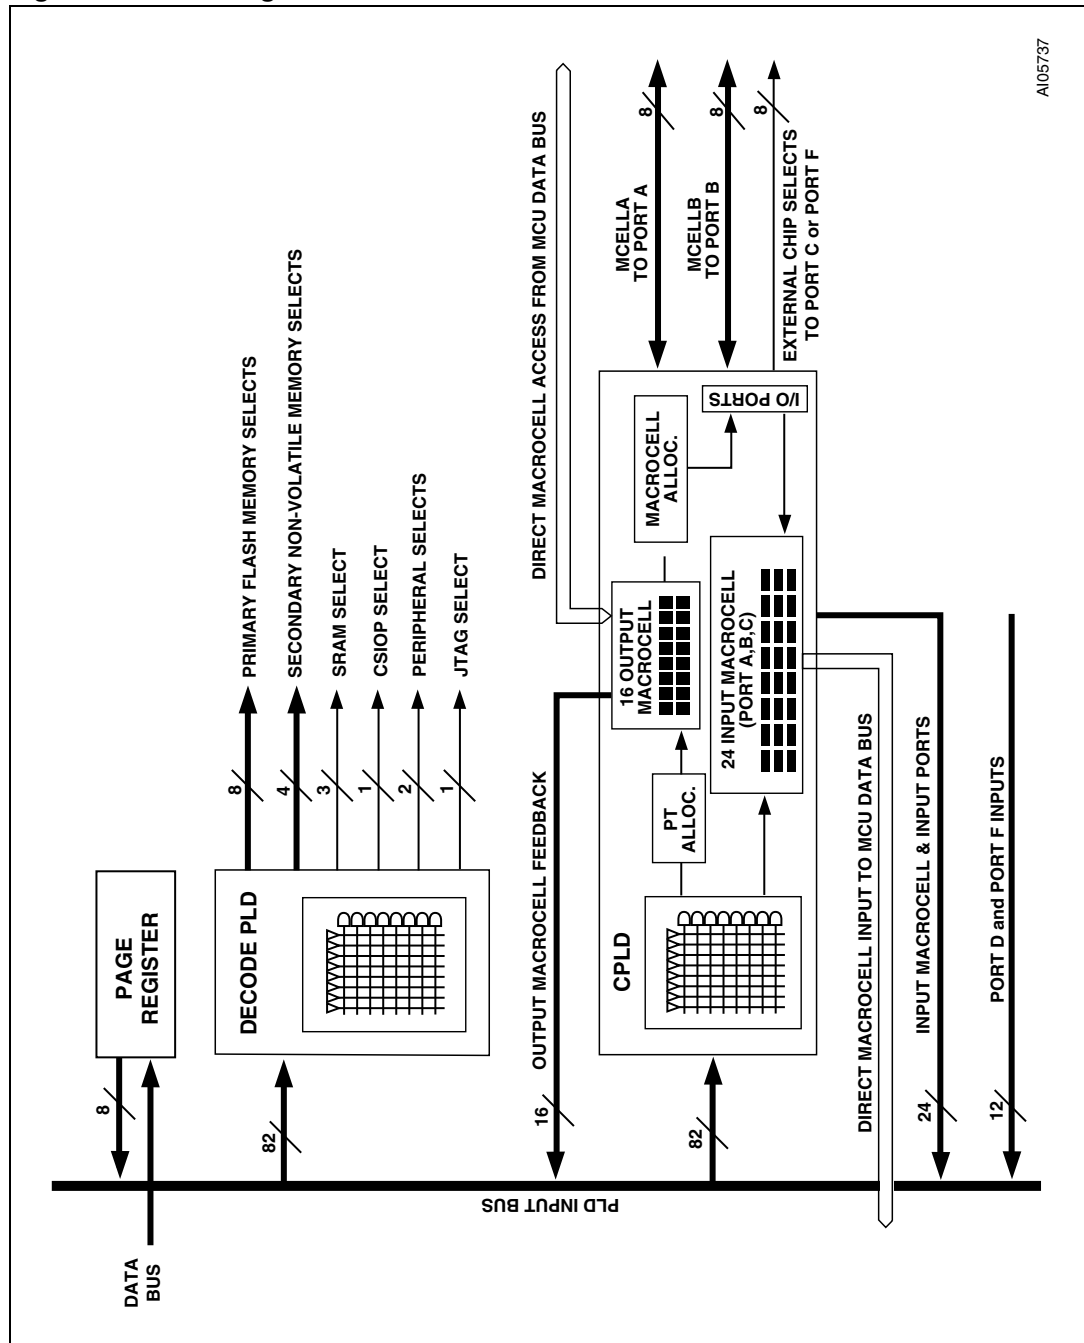 DATA
BUS
8
PAGE
REGISTER
82
DECODE PLD
8
PRIMARY FLASH MEMORY SELECTS
4
SECONDARY NON-VOLATILE MEMORY SELECTS
3
SRAM SELECT
1
CSIOP SELECT
2
PERIPHERAL SELECTS
1
JTAG SELECT
PLD INPUT BUS
16
OUTPUT MACROCELL FEEDBACK
DIRECT MACROCELL ACCESS FROM MCU DATA BUS
82
CPLD
PT
ALLOC.
16 OUTPUT
MACROCELL
MACROCELL
ALLOC.
I/O PORTS
24 INPUT MACROCELL
(PORT A,B,C)
MCELLA
TO PORT A
8
MCELLB
TO PORT B
8
EXTERNAL CHIP SELECTS
TO PORT C or PORT F
8
DIRECT MACROCELL INPUT TO MCU DATA BUS
24
INPUT MACROCELL & INPUT PORTS
12
PORT D and PORT F INPUTS
AI05737